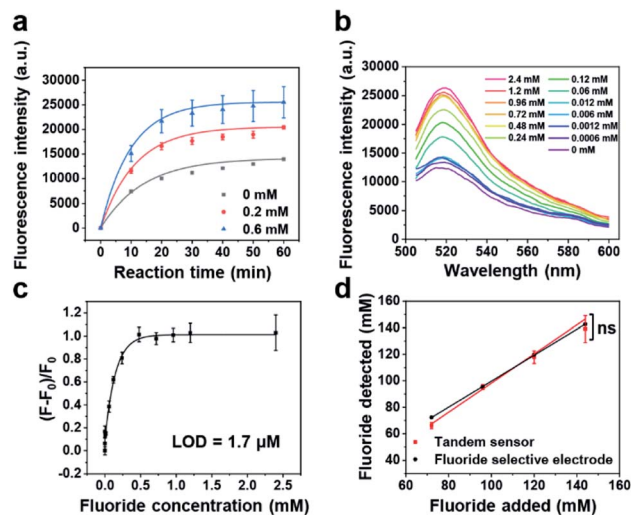 a
Fluorescence intensity (a.u.)
30000
25000
20000
15000
10000
5000
0
0 mM
0.2 mM
0.6 mM
0 10 20 30 40 50 60
Reaction time (min)
b
Fluorescence intensity (a.u.)
30000
25000
20000
15000
10000
5000
0
2.4 mM 0.12 mM
1.2 mM 0.06 mM
0.96 mM 0.012 mM
0.72 mM 0.006 mM
0.48 mM 0.0012 mM
0.24 mM 0.0006 mM
0 mM
500 520 540 560 580 600
Wavelength (nm)
c
(F-F0)/F0
1.4
1.2
1.0
0.8
0.6
0.4
0.2
0.0
-0.2
LOD = 1.7 μM
0.0 0.5 1.0 1.5 2.0 2.5
Fluoride concentration (mM)
d
Fluoride detected (mM)
160
140
120
100
80
60
40
ns
Tandem sensor
Fluoride selective electrode
60 80 100 120 140 160
Fluoride added (mM)